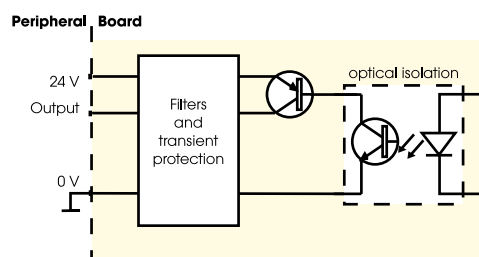 Peripheral Board
24 V
Output
0 V
Filters
and
transient
protection
optical isolation